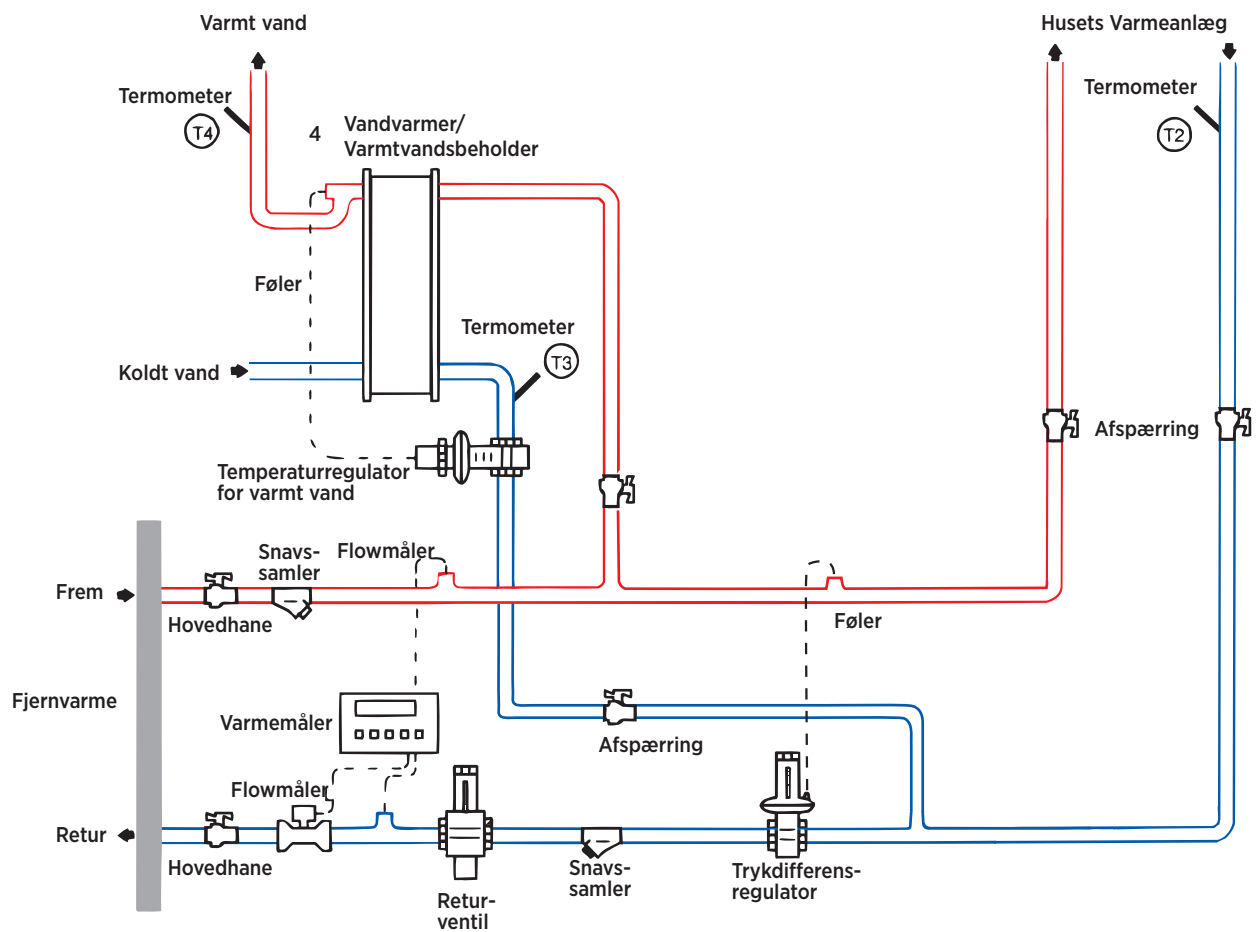 Varmt vand
Husets Varmeanlæg
Termometer
T4
4
Vandvarmer/
Varmtvandsbeholder
Termometer
T2
Føler
Termometer
T3
Koldt vand
Afspærring
Temperaturregulator
for varmt vand
Snavs-
samler
Flowmåler
Frem
Hovedhane
Føler
Fjernvarme
Varmemåler
Afspærring
Flowmåler
Retur
Hovedhane
Retur-
ventil
Snavs-
samler
Trykdifferens-
regulator